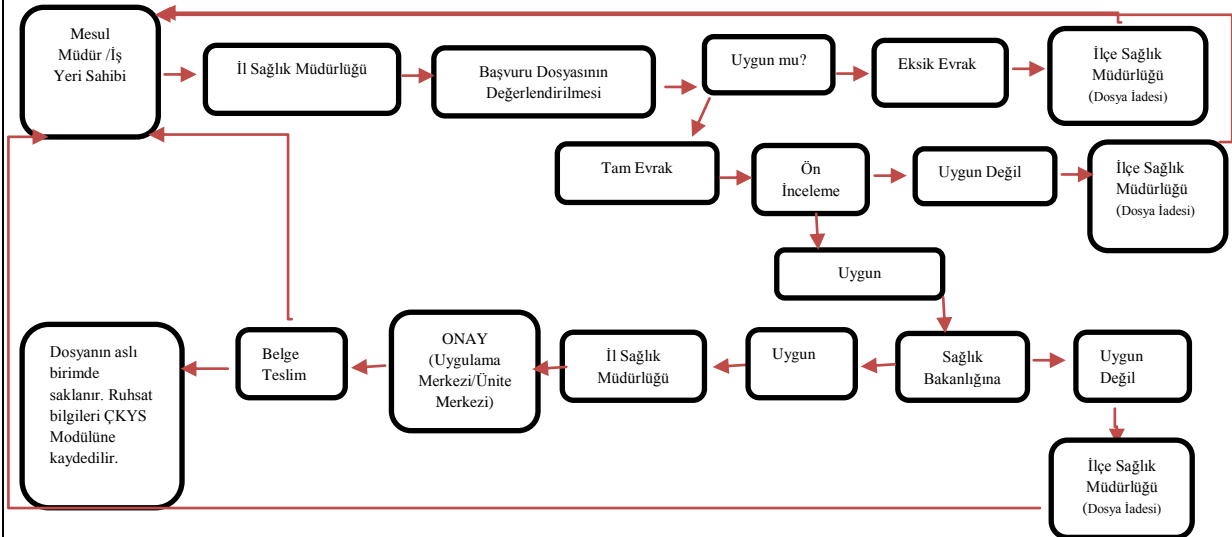 Mesul
Müdür /İş
Yeri Sahibi
İl Sağlık Müdürlüğü
Başvuru Dosyasının
Değerlendirilmesi
Uygun mu?
Eksik Evrak
İlçe Sağlık
Müdürlüğü
(Dosya İadesi)
Tam Evrak
Ön
İnceleme
Uygun Değil
İlçe Sağlık
Müdürlüğü
(Dosya İadesi)
Uygun
Dosyanın aslı
birimde
saklanır. Ruhsat
bilgileri ÇKYS
Modülüne
kaydedilir.
Belge
Teslim
ONAY
(Uygulama
Merkezi/Ünite
Merkezi)
İl Sağlık
Müdürlüğü
Uygun
Sağlık
Bakanlığına
Uygun
Değil
İlçe Sağlık
Müdürlüğü
(Dosya İadesi)